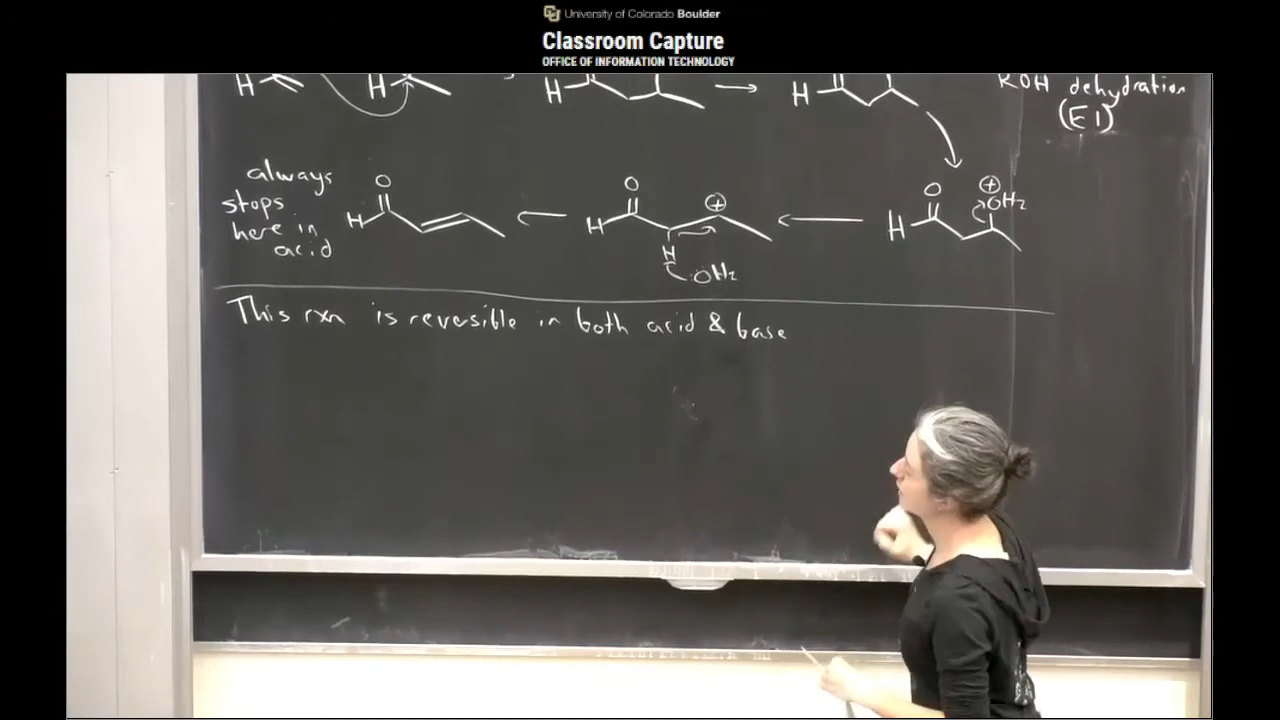 University of Colorado Boulder
Classroom Capture
OFFICE OF INFORMATION TECHNOLOGY
H
H
H
H
ROH dehydration
(E1)
always
stops
here in
acid
O
H
O
H
⊕
H
OH2
O
H
⊕
OH2
This rxn is reversible in both acid & base